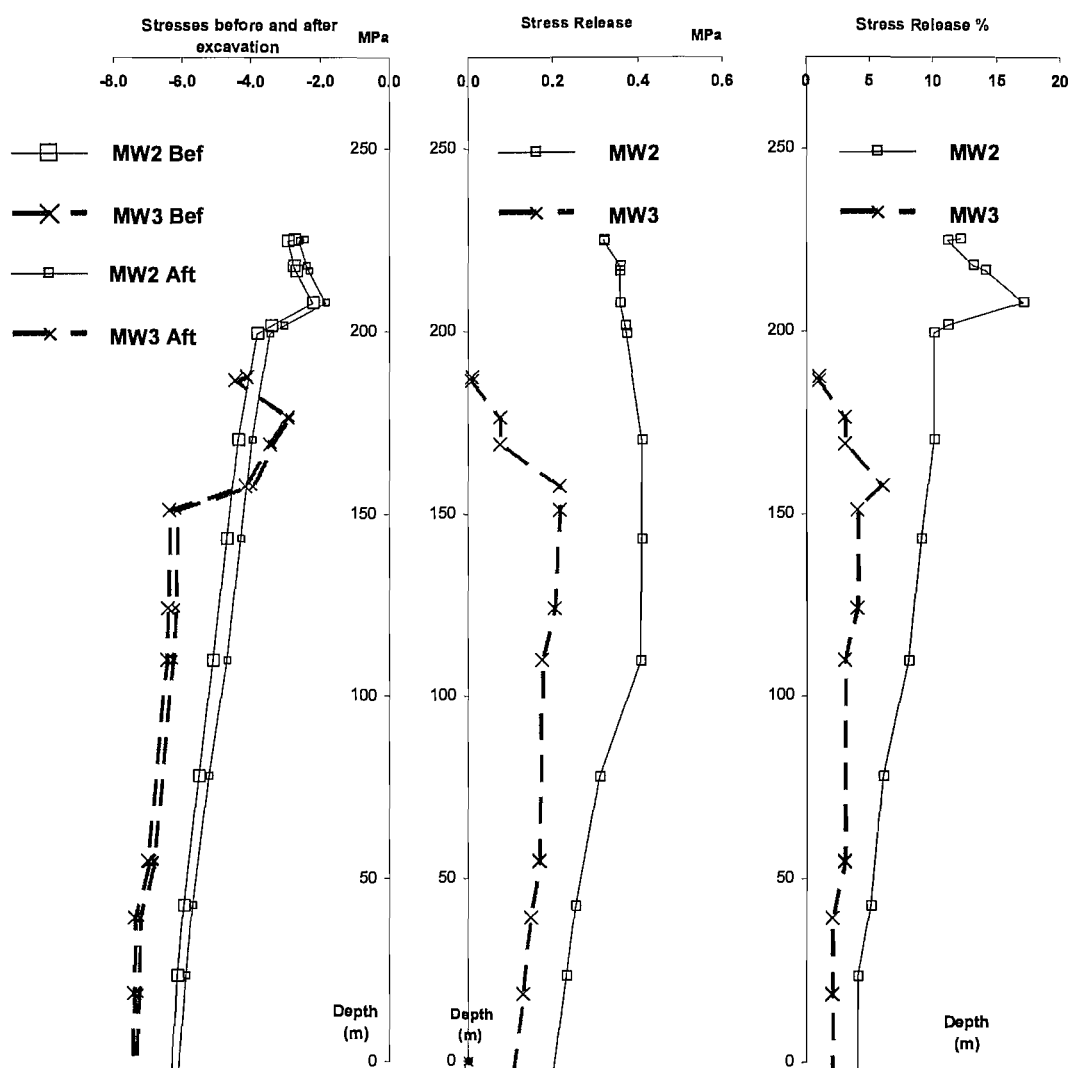 Stresses before and after
excavation
MPa
-8.0 -6.0 -4.0 -2.0 0.0
MW2 Bef
MW3 Bef
MW2 Aft
MW3 Aft
250
200
150
100
50
0
Depth
(m)
Stress Release
MPa
0.0 0.2 0.4 0.6
MW2
MW3
250
200
150
100
50
0
Depth
(m)
Stress Release %
0 5 10 15 20
MW2
MW3
250
200
150
100
50
0
Depth
(m)